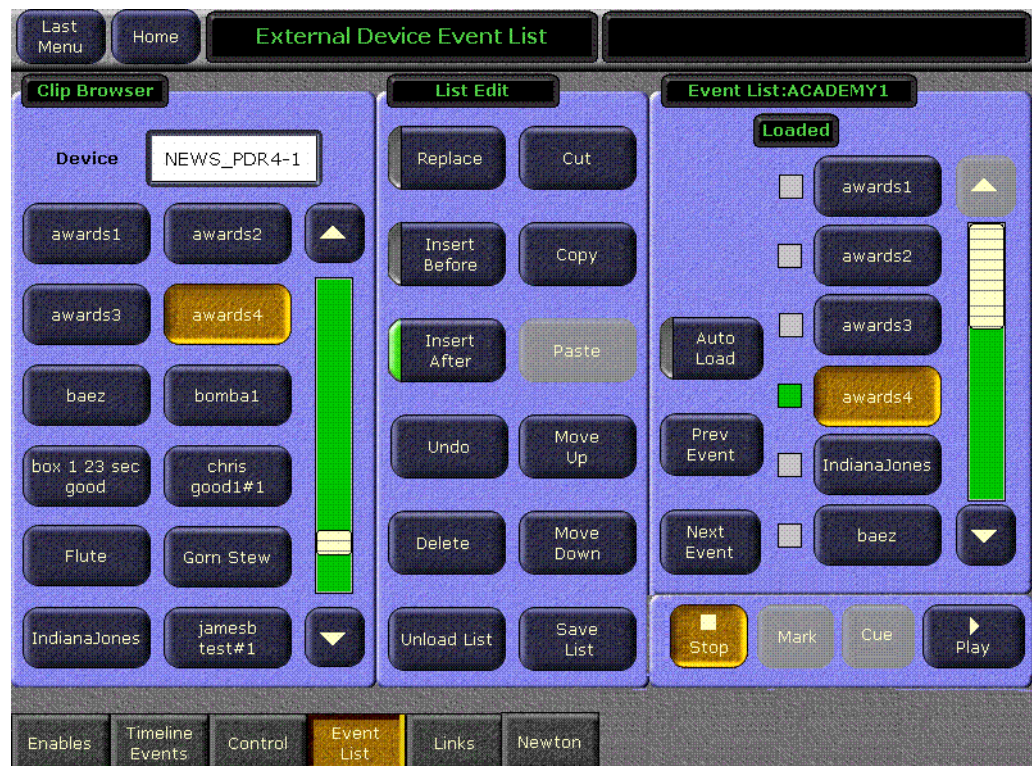 Last
Menu
Home
External Device Event List
Clip Browser
Device
NEWS_PDR4-1
awards1
awards2
awards3
awards4
baez
bomba1
box 1 23 sec
good
chris
good1#1
Flute
Gorn Stew
IndianaJones
jamesb
test#1
List Edit
Replace
Cut
Insert
Before
Copy
Insert
After
Paste
Undo
Move
Up
Delete
Move
Down
Unload List
Save
List
Event List:ACADEMY1
Loaded
awards1
awards2
awards3
Auto
Load
awards4
Prev
Event
IndianaJones
Next
Event
baez
Stop
Mark
Cue
Play
Enables
Timeline
Events
Control
Event
List
Links
Newton